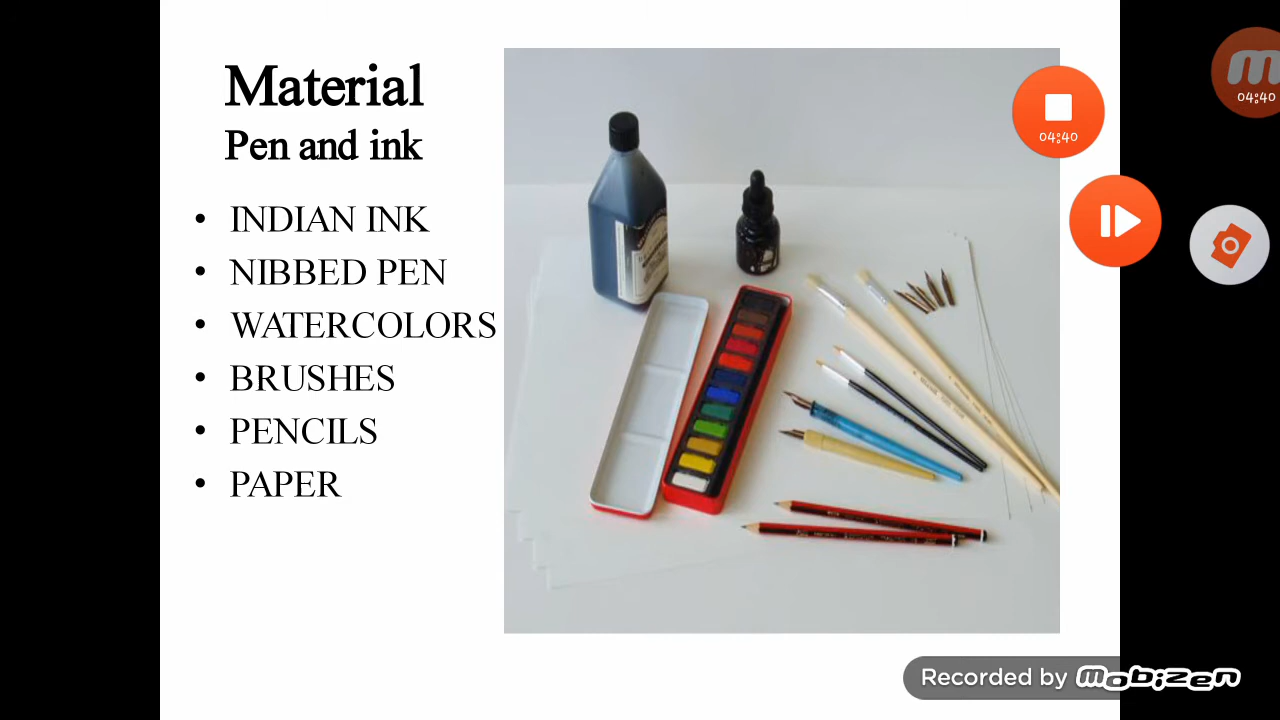 Material
Pen and ink
• INDIAN INK
• NIBBED PEN
• WATERCOLORS
• BRUSHES
• PENCILS
• PAPER
04:40
04:40
Recorded by mobizen